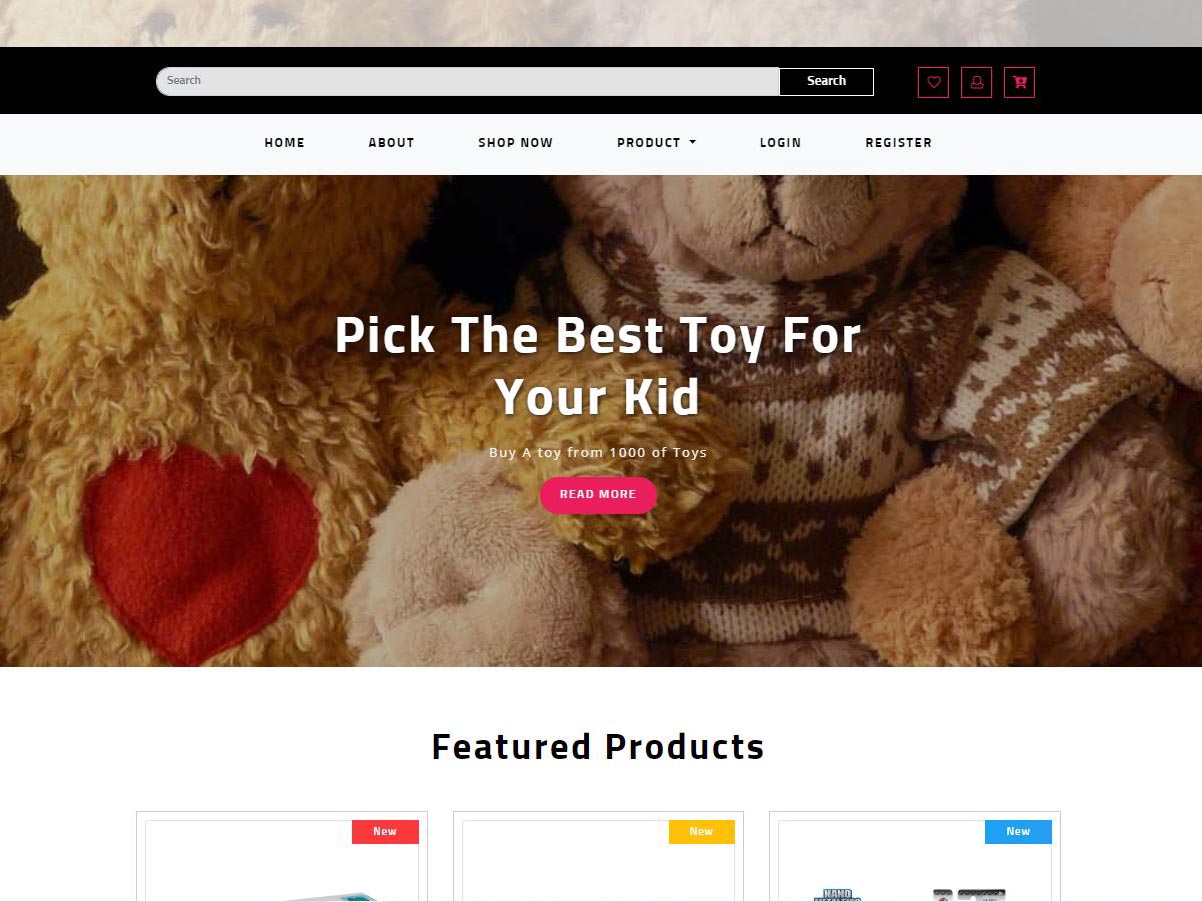 Search
Search
HOME
ABOUT
SHOP NOW
PRODUCT
LOGIN
REGISTER
Pick The Best Toy For
Your Kid
Buy A toy from 1000 of Toys
READ MORE
Featured Products
New
New
New
HAND